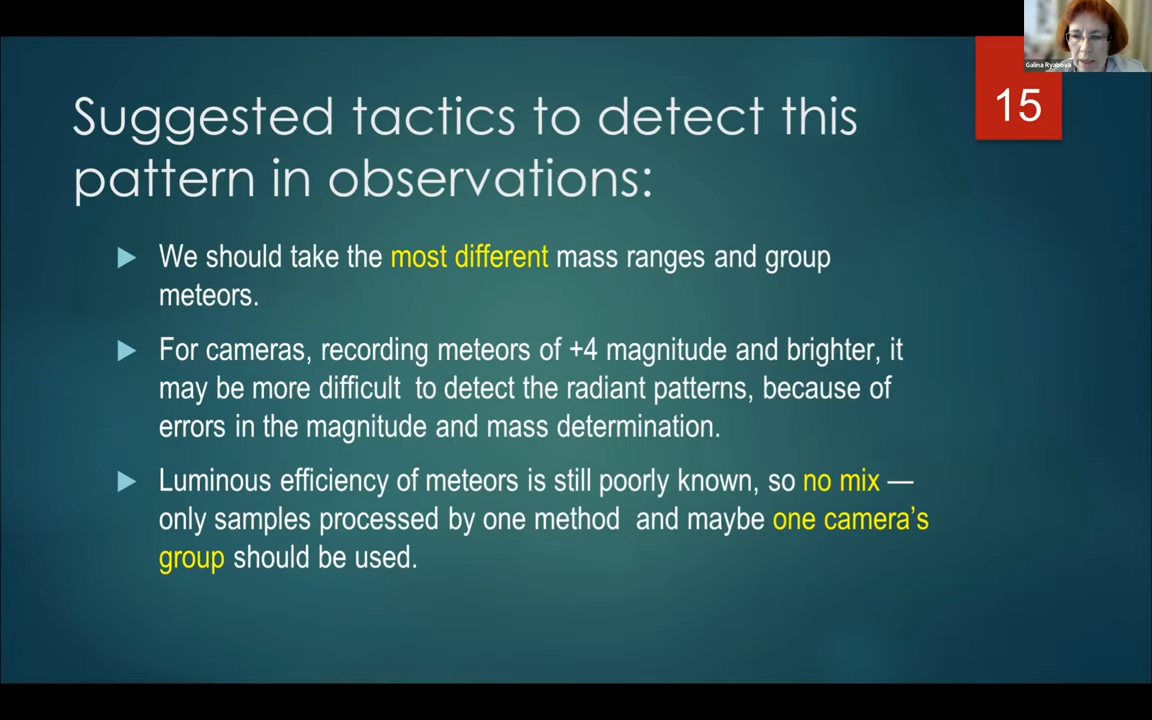 Galina Ryabova
15
Suggested tactics to detect this
pattern in observations:
We should take the most different mass ranges and group
meteors.
For cameras, recording meteors of +4 magnitude and brighter, it
may be more difficult to detect the radiant patterns, because of
errors in the magnitude and mass determination.
Luminous efficiency of meteors is still poorly known, so no mix —
only samples processed by one method and maybe one camera’s
group should be used.